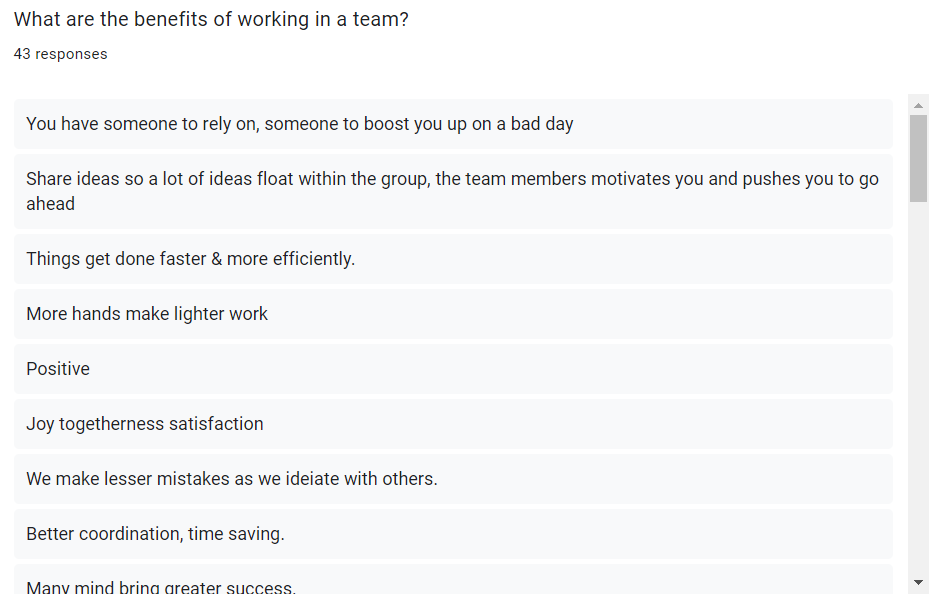 What are the benefits of working in a team?
43 responses
You have someone to rely on, someone to boost you up on a bad day
Share ideas so a lot of ideas float within the group, the team members motivates you and pushes you to go
ahead
Things get done faster & more efficiently.
More hands make lighter work
Positive
Joy togetherness satisfaction
We make lesser mistakes as we ideiate with others.
Better coordination, time saving.
Many mind bring greater success.